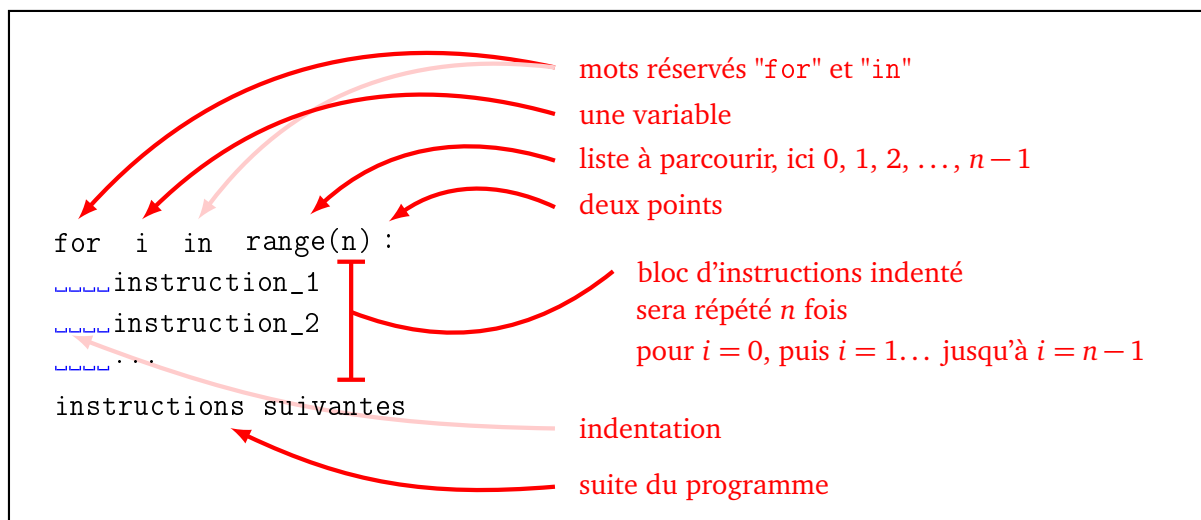 mots réservés "for" et "in"
une variable
liste à parcourir, ici 0, 1, 2, ..., n − 1
deux points
for i in range(n) :
␣␣␣␣instruction_1
␣␣␣␣instruction_2
␣␣␣␣...
instructions suivantes
bloc d'instructions indenté
sera répété n fois
pour i = 0, puis i = 1... jusqu'à i = n − 1
indentation
suite du programme